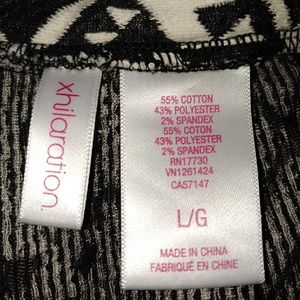 xhilaration.
55% COTTON
43% POLYESTER
2% SPANDEX
55% COTTON
43% POLYESTER
2% SPANDEX
RN17730
VN1261424
CA57147
L/G
MADE IN CHINA
FABRIQUÉ EN CHINE